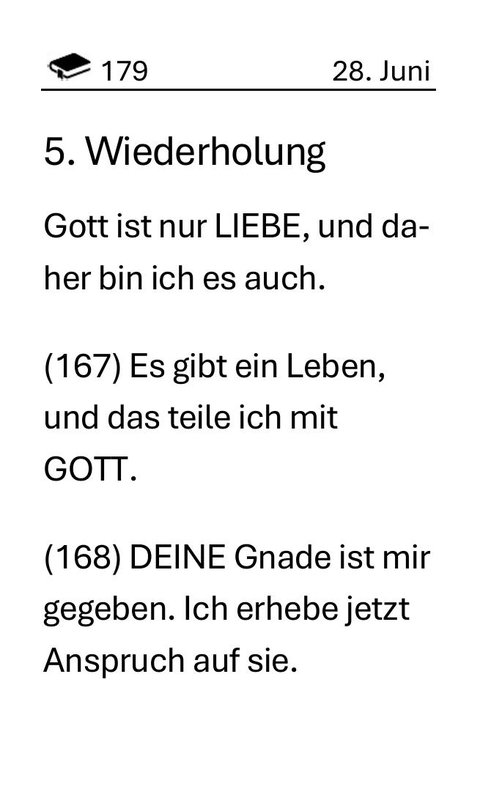 179 28. Juni
5. Wiederholung
Gott ist nur LIEBE, und da-
her bin ich es auch.
(167) Es gibt ein Leben,
und das teile ich mit
GOTT.
(168) DEINE Gnade ist mir
gegeben. Ich erhebe jetzt
Anspruch auf sie.